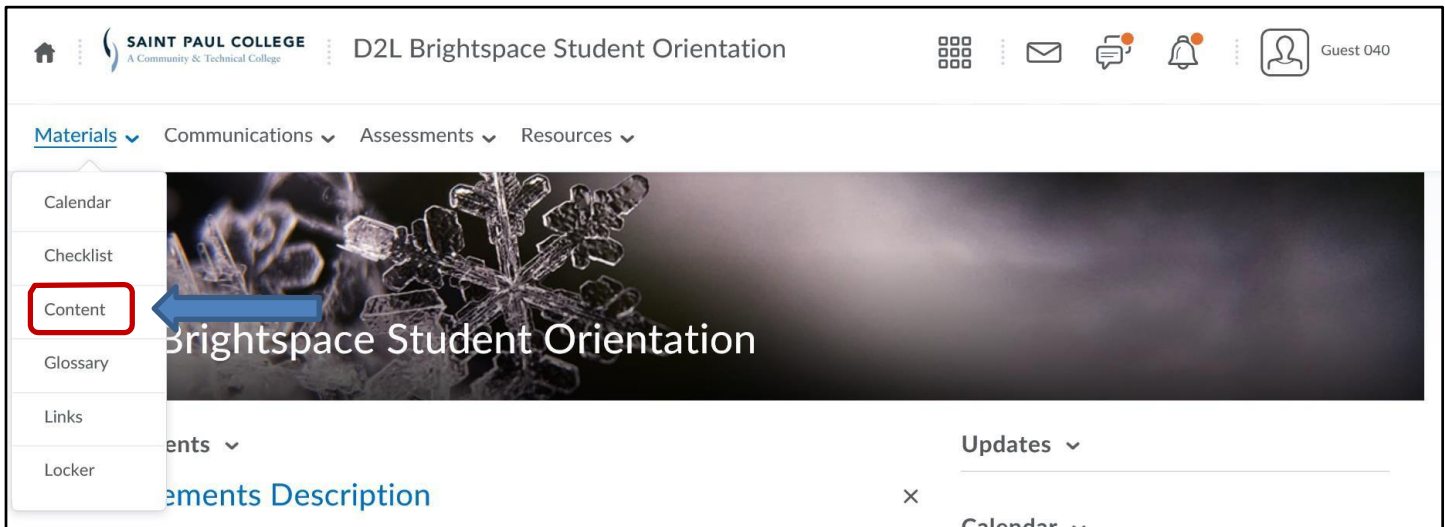 SAINT PAUL COLLEGE
A Community & Technical College
D2L Brightspace Student Orientation
Guest 040
Materials Communications Assessments Resources
Calendar
Checklist
Content
Glossary
Links
Locker
Brightspace Student Orientation
ents
ements Description
Updates
Calendar